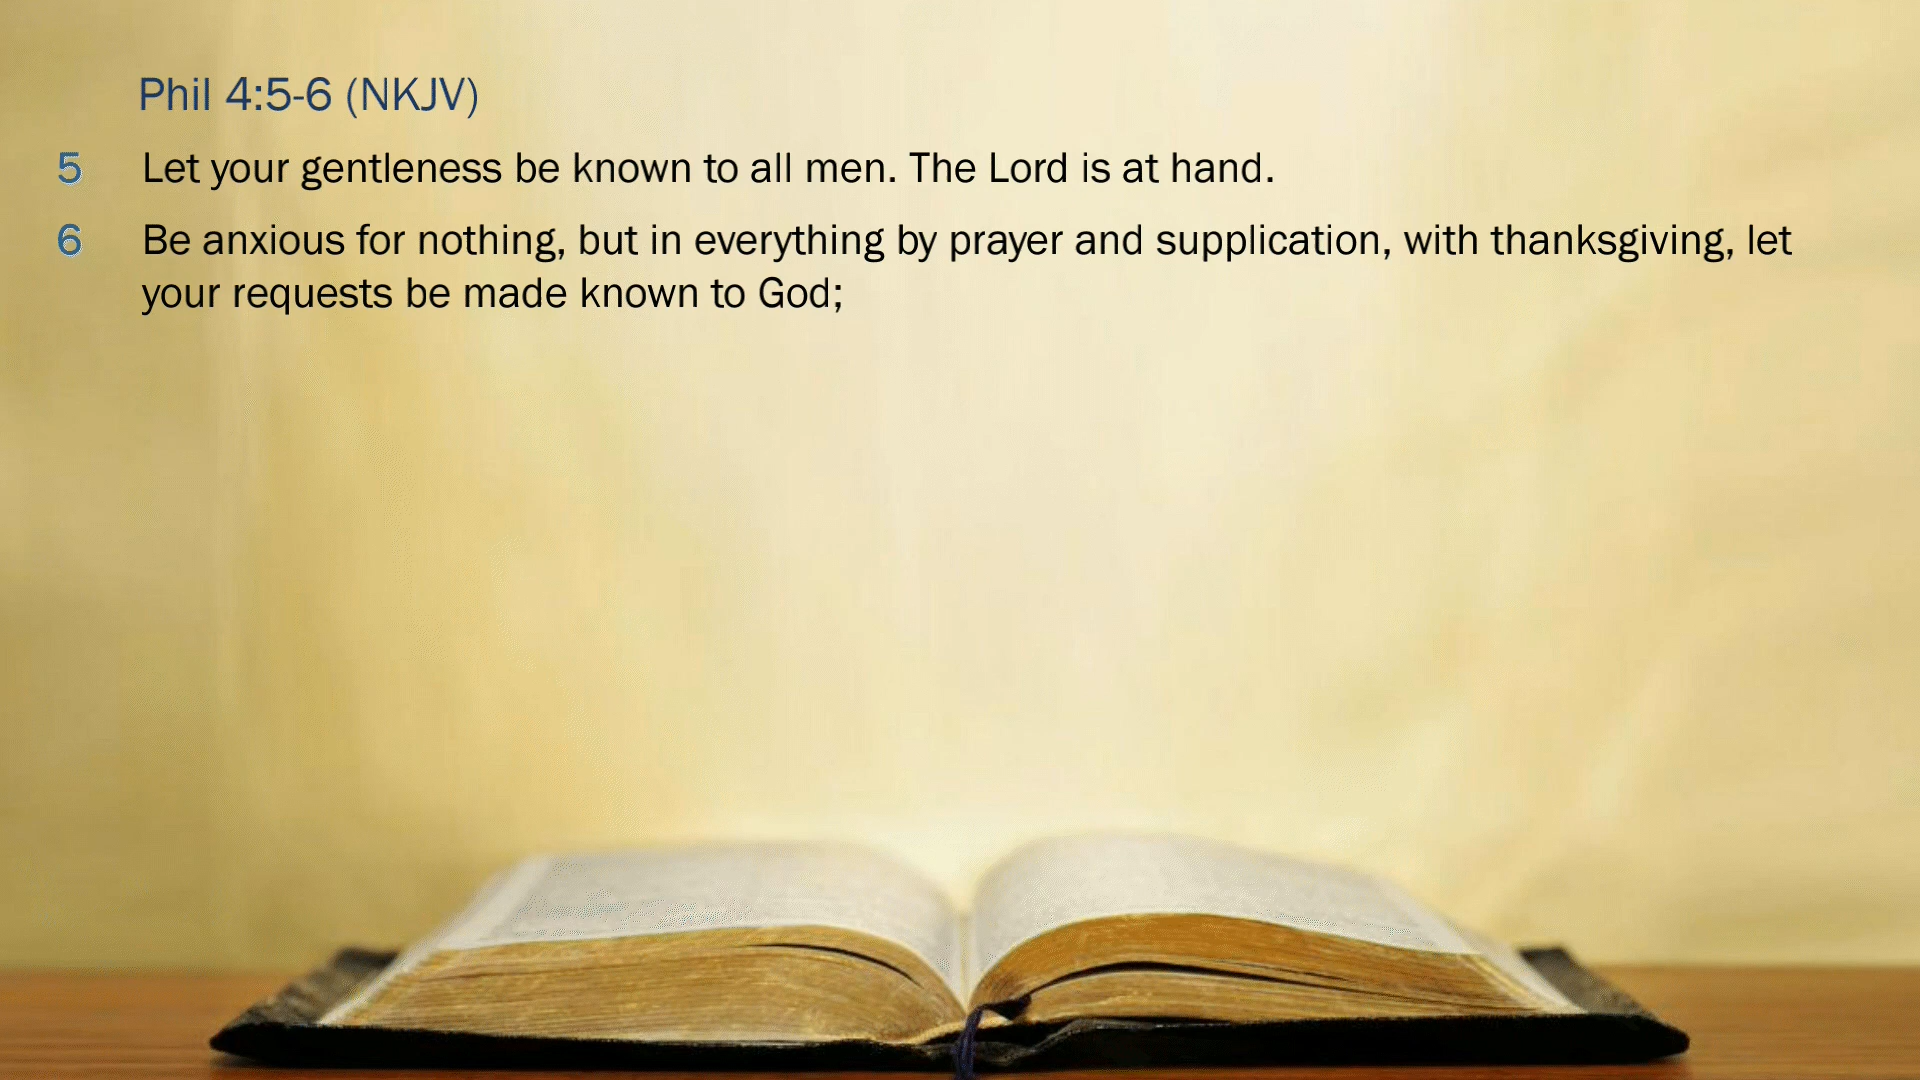 Phil 4:5-6 (NKJV)
5 Let your gentleness be known to all men. The Lord is at hand.
6 Be anxious for nothing, but in everything by prayer and supplication, with thanksgiving, let
your requests be made known to God;